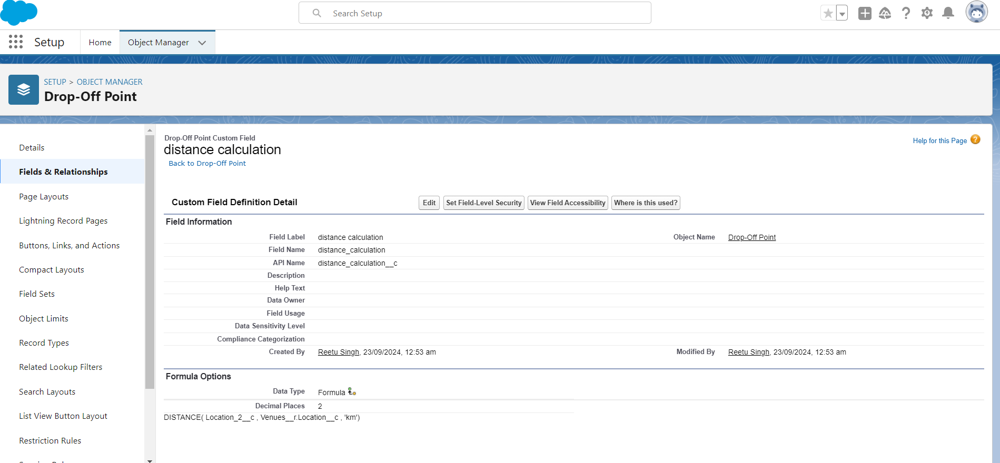 Search Setup
Setup
Home
Object Manager
SETUP > OBJECT MANAGER
Drop-Off Point
Details
Fields & Relationships
Page Layouts
Lightning Record Pages
Buttons, Links, and Actions
Compact Layouts
Field Sets
Object Limits
Record Types
Related Lookup Filters
Search Layouts
List View Button Layout
Restriction Rules
Drop-Off Point Custom Field
distance calculation
Back to Drop-Off Point
Help for this Page ?
Custom Field Definition Detail
Edit
Set Field-Level Security
View Field Accessibility
Where is this used?
Field Information
Field Label distance calculation
Object Name Drop-Off Point
Field Name distance_calculation
API Name distance_calculation__c
Description
Help Text
Data Owner
Field Usage
Data Sensitivity Level
Compliance Categorization
Created By Reetu Singh, 23/09/2024, 12:53 am
Modified By Reetu Singh, 23/09/2024, 12:53 am
Formula Options
Data Type Formula
Decimal Places 2
DISTANCE( Location_2__c , Venues__r.Location__c , 'km')